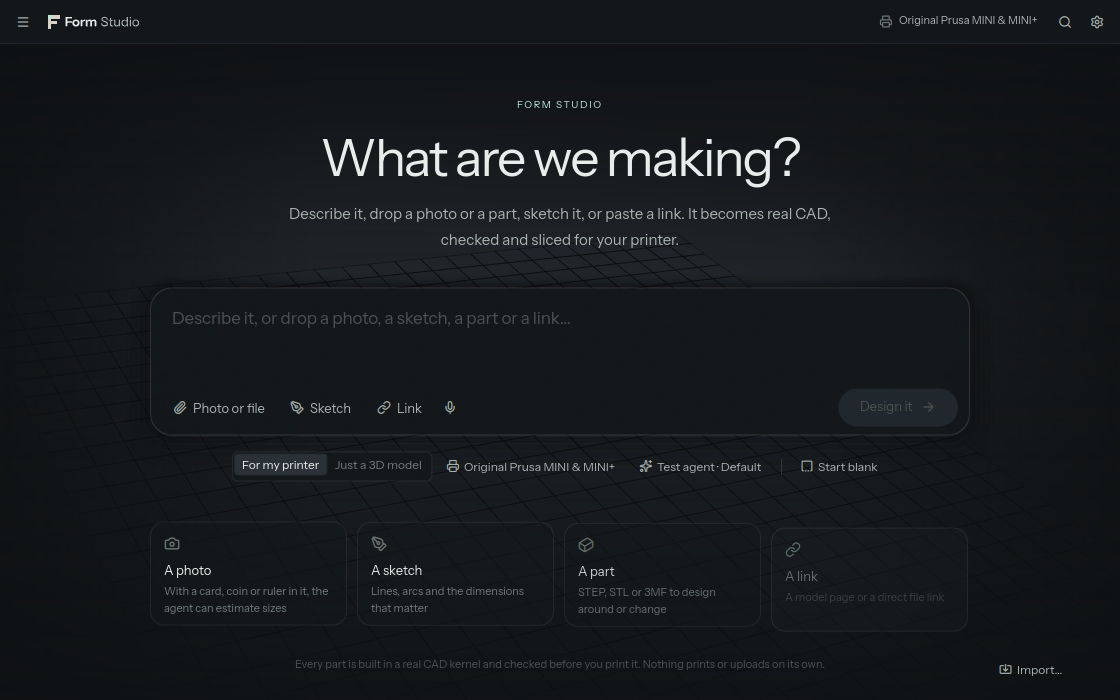 Form Studio
Original Prusa MINI & MINI+
FORM STUDIO
What are we making?
Describe it, drop a photo or a part, sketch it, or paste a link. It becomes real CAD,
checked and sliced for your printer.
Describe it, or drop a photo, a sketch, a part or a link...
Photo or file
Sketch
Link
Design it
For my printer
Just a 3D model
Original Prusa MINI & MINI+
Test agent · Default
Start blank
A photo
With a card, coin or ruler in it, the
agent can estimate sizes
A sketch
Lines, arcs and the dimensions
that matter
A part
STEP, STL or 3MF to design
around or change
A link
A model page or a direct file link
Every part is built in a real CAD kernel and checked before you print it. Nothing prints or uploads on its own.
Import...